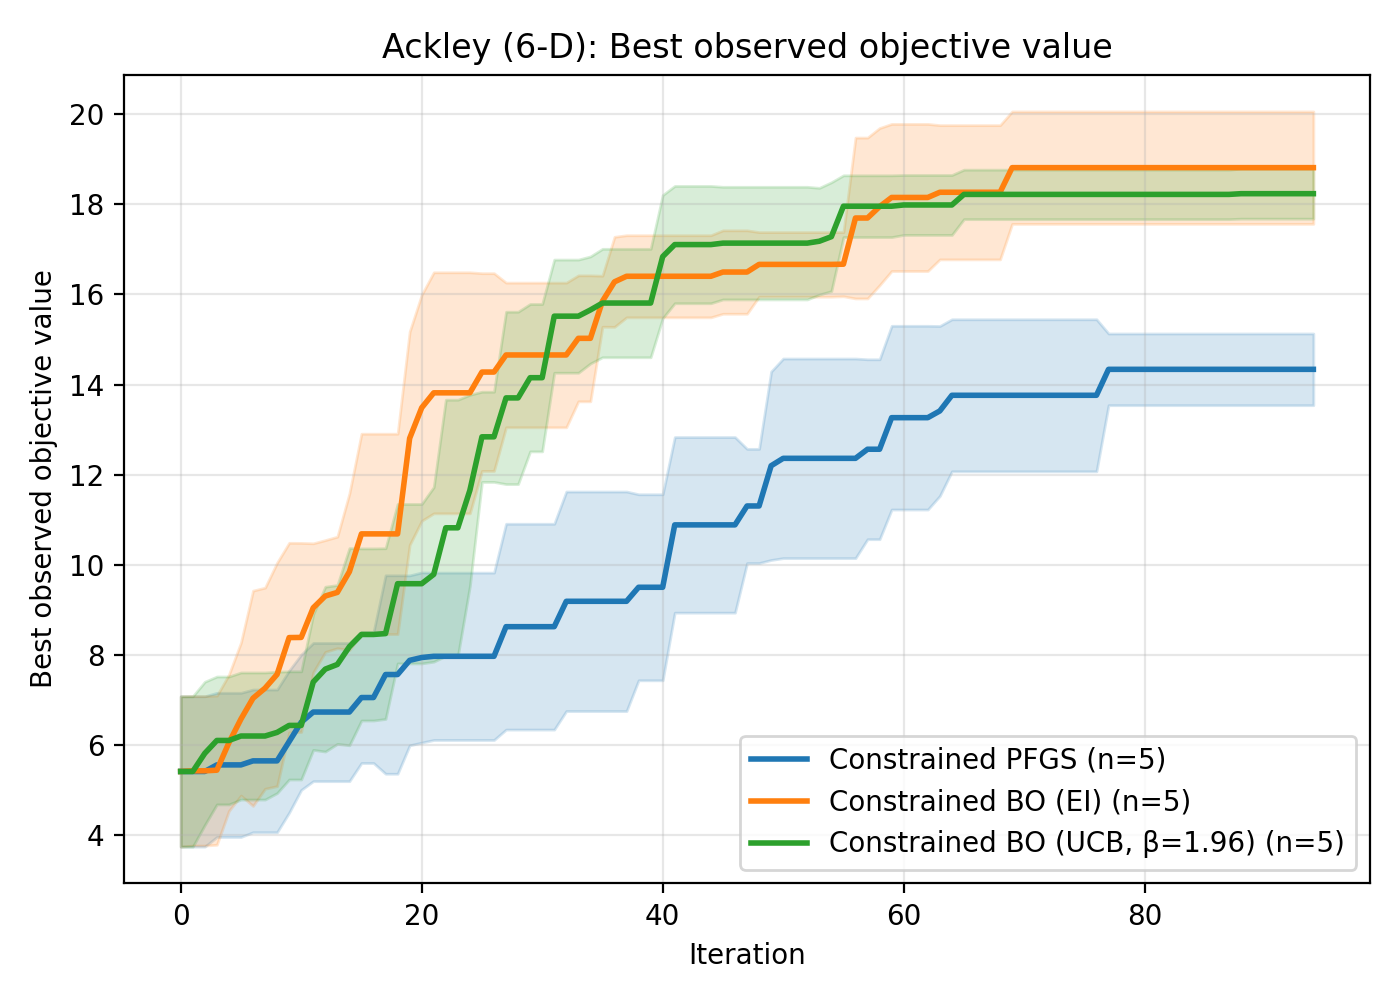 Ackley (6-D): Best observed objective value
Best observed objective value
20
18
16
14
12
10
8
6
4
Constrained PFGS (n=5)
Constrained BO (EI) (n=5)
Constrained BO (UCB, β=1.96) (n=5)
0 20 40 60 80
Iteration